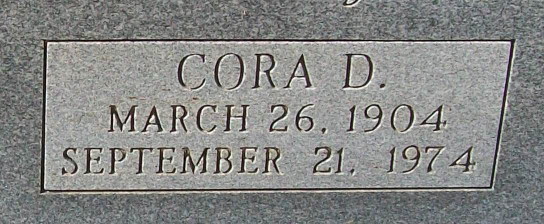 CORA D.
MARCH 26, 1904
SEPTEMBER 21, 1974